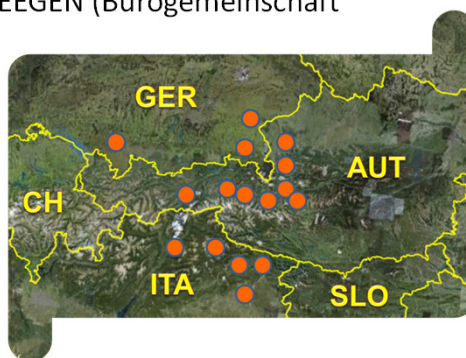 EEGEN (Bürogemeinschaft
GER
AUT
CH
ITA
SLO